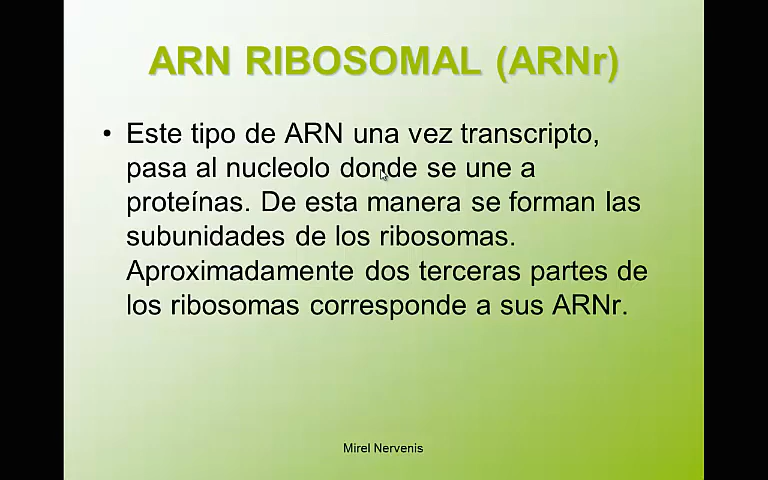 ARN RIBOSOMAL (ARNr)
• Este tipo de ARN una vez transcripto,
pasa al nucleolo donde se une a
proteínas. De esta manera se forman las
subunidades de los ribosomas.
Aproximadamente dos terceras partes de
los ribosomas corresponde a sus ARNr.
Mirel Nervenis